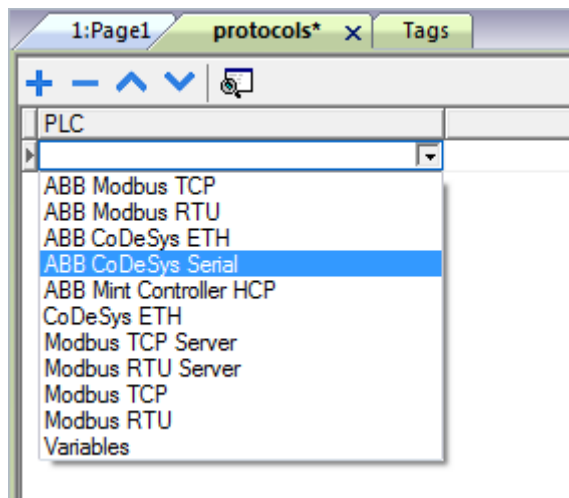 1:Page1 protocols* Tags
PLC
ABB Modbus TCP
ABB Modbus RTU
ABB CoDeSys ETH
ABB CoDeSys Serial
ABB Mint Controller HCP
CoDeSys ETH
Modbus TCP Server
Modbus RTU Server
Modbus TCP
Modbus RTU
Variables